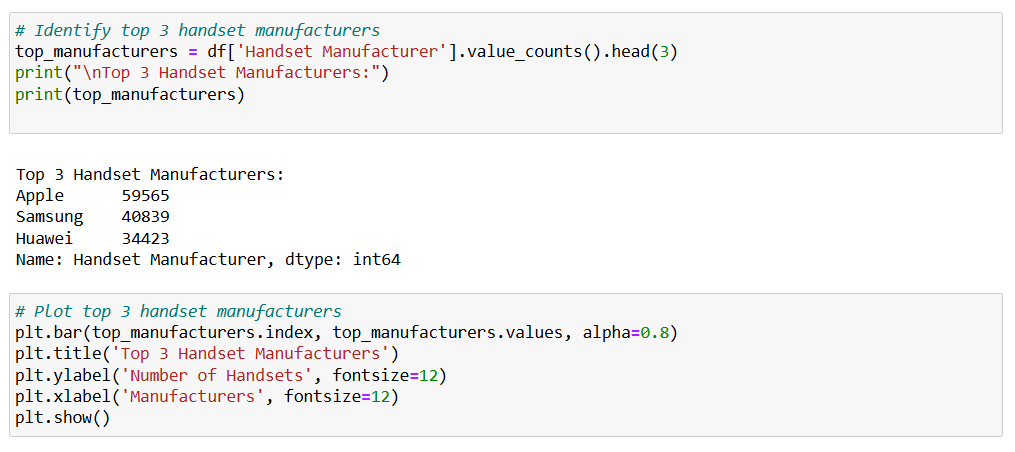 # Identify top 3 handset manufacturers
top_manufacturers = df['Handset Manufacturer'].value_counts().head(3)
print("\nTop 3 Handset Manufacturers:")
print(top_manufacturers)
Top 3 Handset Manufacturers:
Apple      59565
Samsung    40839
Huawei     34423
Name: Handset Manufacturer, dtype: int64
# Plot top 3 handset manufacturers
plt.bar(top_manufacturers.index, top_manufacturers.values, alpha=0.8)
plt.title('Top 3 Handset Manufacturers')
plt.ylabel('Number of Handsets', fontsize=12)
plt.xlabel('Manufacturers', fontsize=12)
plt.show()